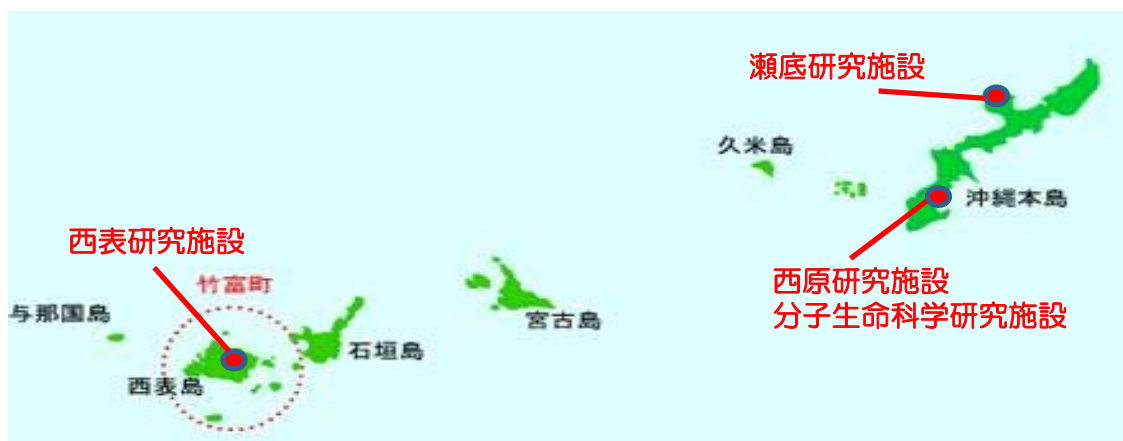 瀬底研究施設
久米島
沖縄本島
西表研究施設
竹富町
西原研究施設
分子生命科学研究施設
与那国島
宮古島
石垣島
西表島